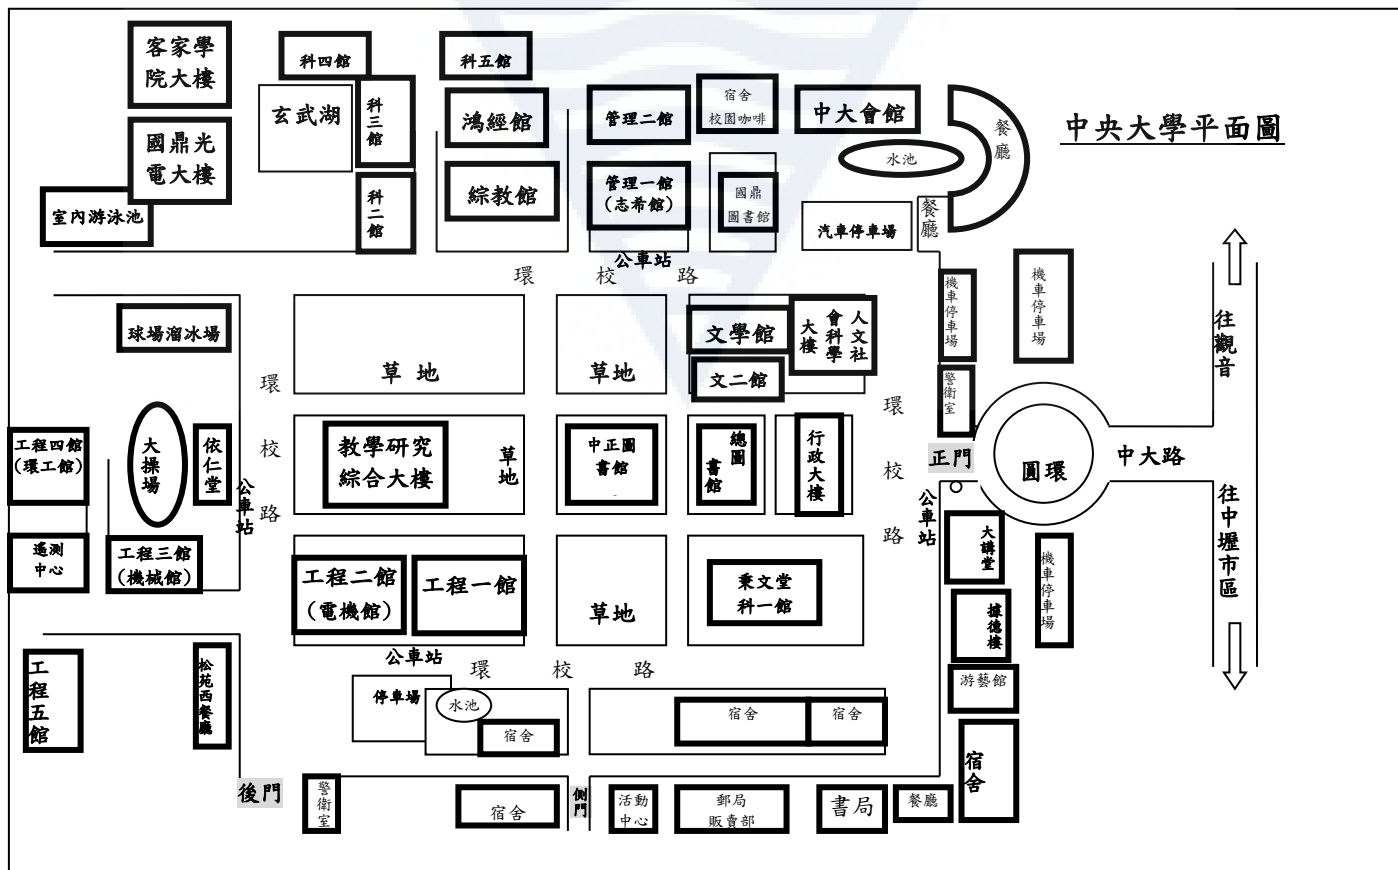 中央大學平面圖
客家學
院大樓
國鼎光
電大樓
室內游泳池
科四館
玄武湖
科三館
科二館
科五館
鴻經館
綜教館
管理二館
管理一館
(志希館)
公車站
宿舍
校園咖啡
國鼎
圖書館
中大會館
水池
餐廳
餐廳
汽車停車場
環 校 路
球場溜冰場
草 地
草地
文學館
文二館
人文社
會科學
大樓
機車停車場
機車停車場
警衛室
往觀音
環校路
工程四館
(環工館)
大操場
依仁堂
公車站
教學研究
綜合大樓
草地
中正圖
書館
總圖
書館
行政大樓
環校路
正門
圓環
中大路
公車站
往中壢市區
遙測
中心
工程三館
(機械館)
工程二館
(電機館)
工程一館
草地
秉文堂
科一館
大講堂
據德樓
機車停車場
游藝館
公車站
環 校 路
工程五館
松苑西餐廳
停車場
水池
宿舍
宿舍
宿舍
宿舍
後門
警衛室
宿舍
側門
活動
中心
郵局
販賣部
書局
餐廳